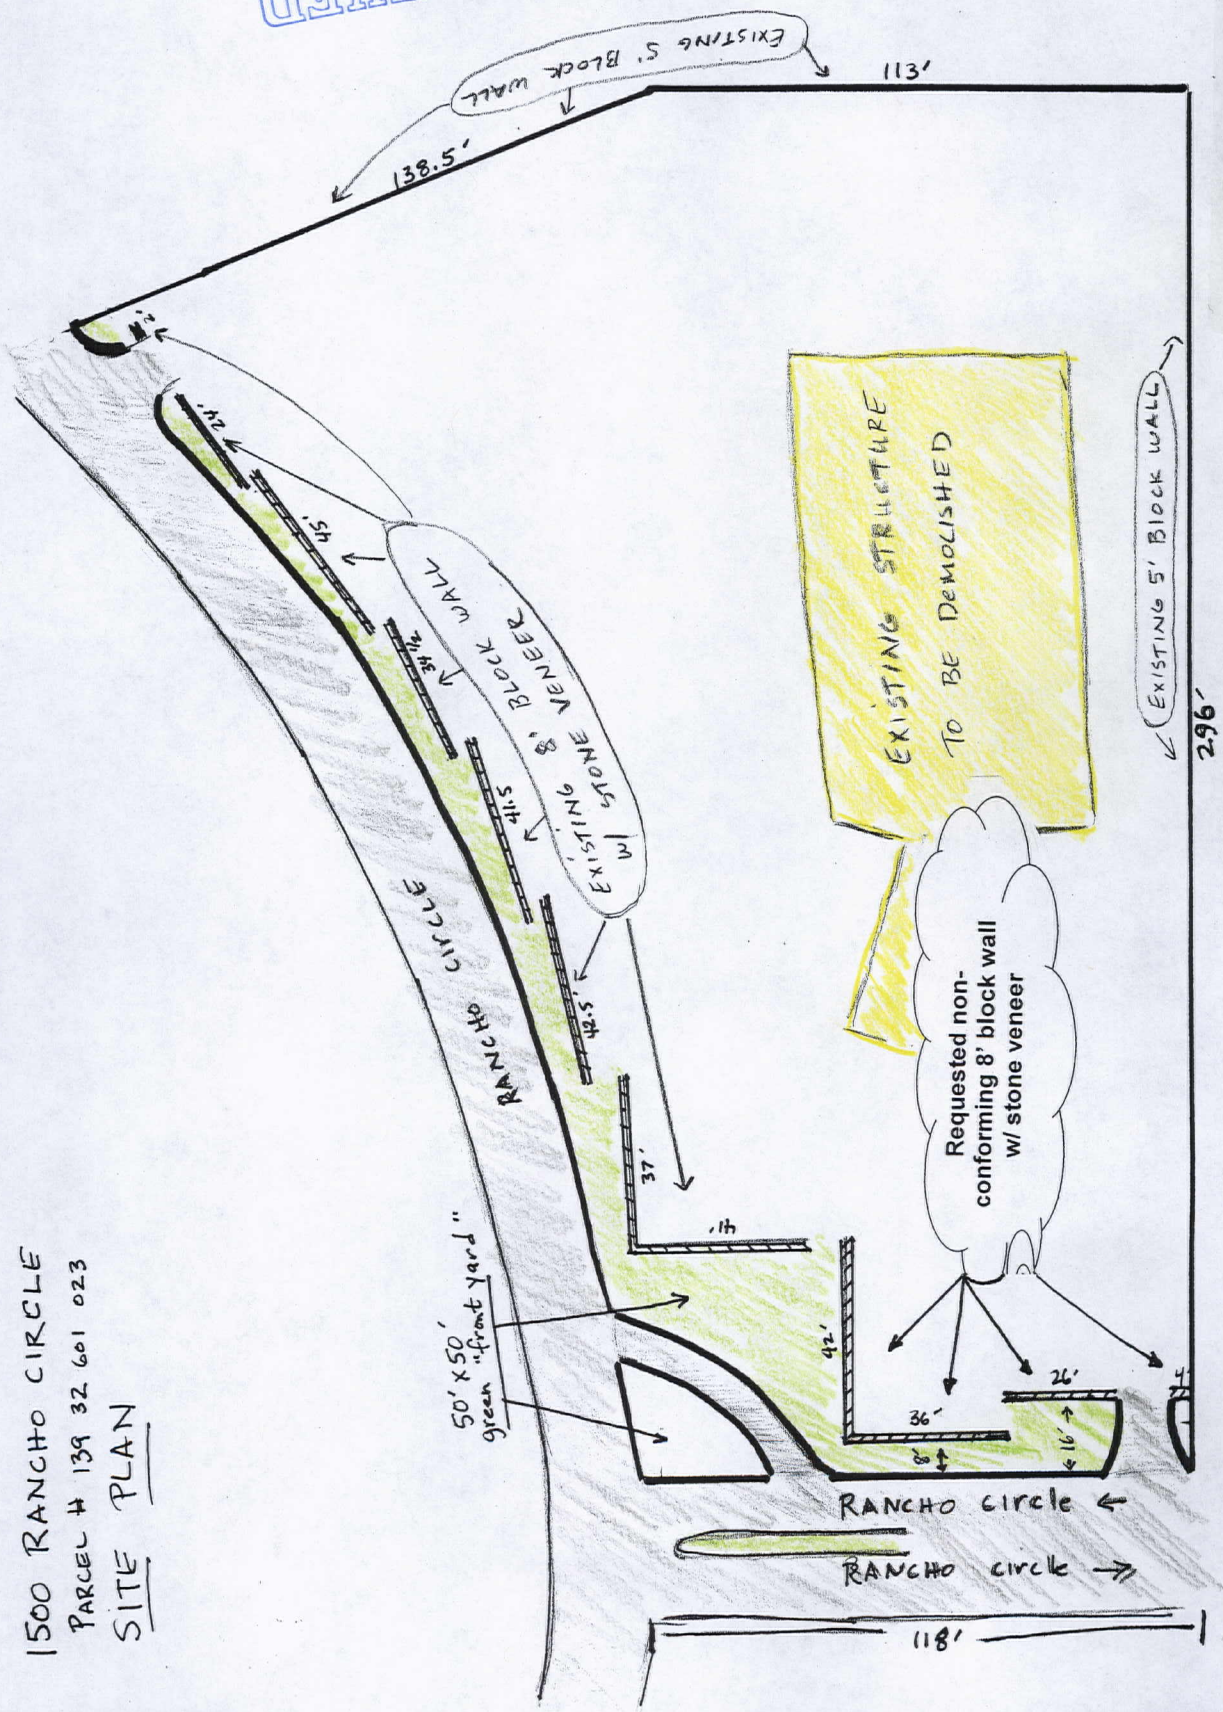 1500 RANCHO CIRCLE
PARCEL # 139 32 601 023
SITE PLAN
EXISTING 5' BLOCK WALL
113'
138.5'
2'
24'
45'
34 1/2
41.5
42.5'
37'
41'
42'
36'
8'
26'
16'
EXISTING 8' BLOCK WALL
W/ STONE VENEER
RANCHO CIRCLE
50' X 50'
green "front yard"
EXISTING STRUCTURE
TO BE DEMOLISHED
EXISTING 5' BLOCK WALL
296'
Requested non-
conforming 8' block wall
w/ stone veneer
RANCHO circle
RANCHO circle
118'